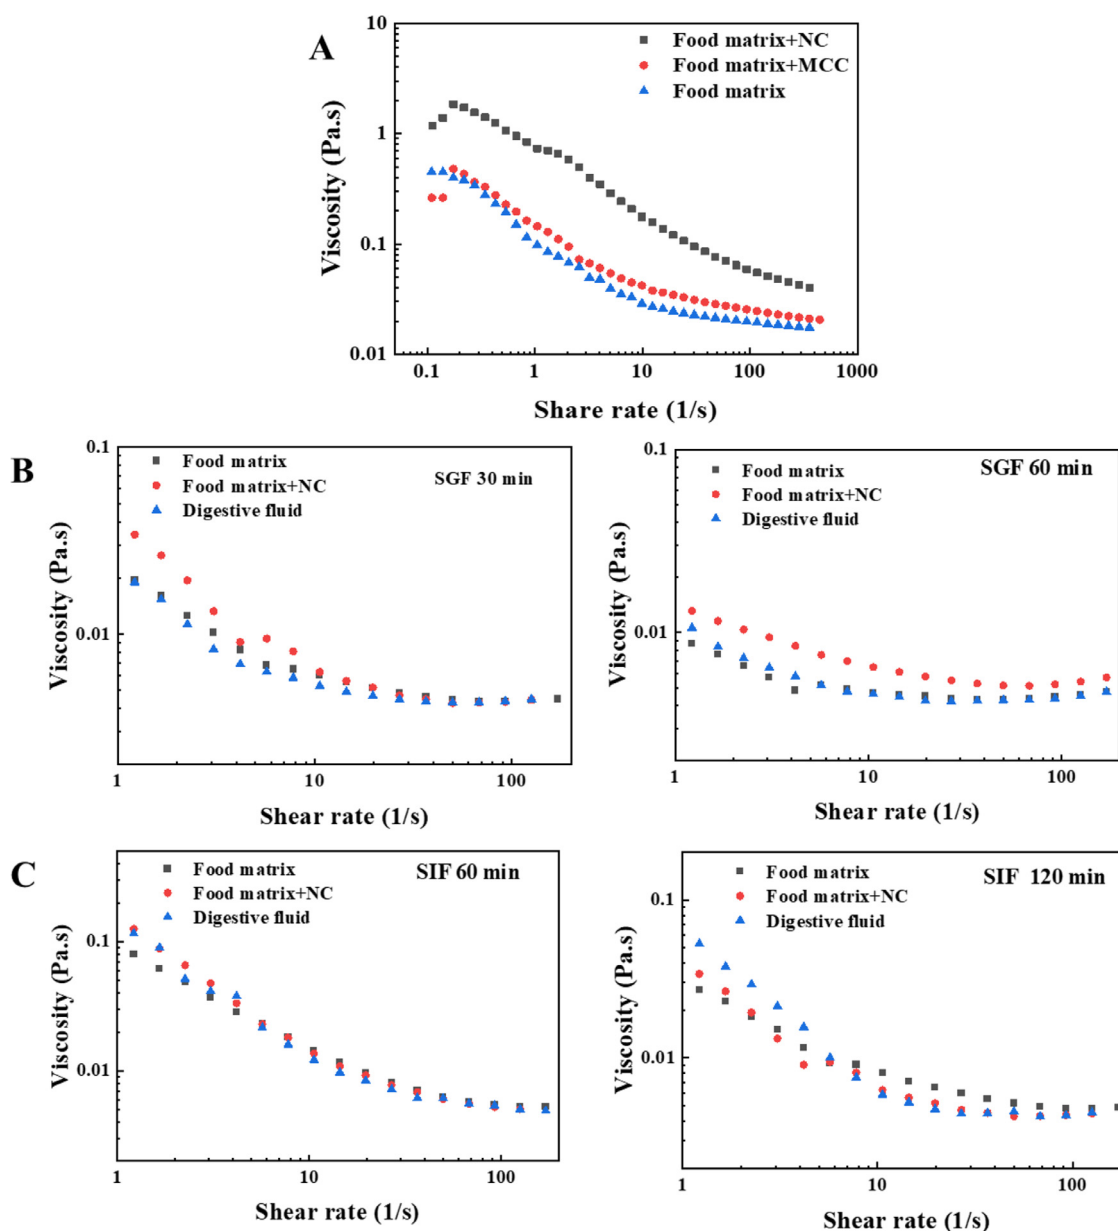 A
10
1
0.1
0.01
Viscosity (Pa.s)
Food matrix+NC
Food matrix+MCC
Food matrix
0.1
1
10
100
1000
Share rate (1/s)
B
0.1
0.01
Viscosity (Pa.s)
Food matrix
Food matrix+NC
Digestive fluid
SGF 30 min
1
10
100
Shear rate (1/s)
0.1
0.01
Viscosity (Pa.s)
Food matrix
Food matrix+NC
Digestive fluid
SGF 60 min
1
10
100
Shear rate (1/s)
C
0.1
0.01
Viscosity (Pa.s)
Food matrix
Food matrix+NC
Digestive fluid
SIF 60 min
1
10
100
Shear rate (1/s)
0.1
0.01
Viscosity (Pa.s)
Food matrix
Food matrix+NC
Digestive fluid
SIF 120 min
1
10
100
Shear rate (1/s)